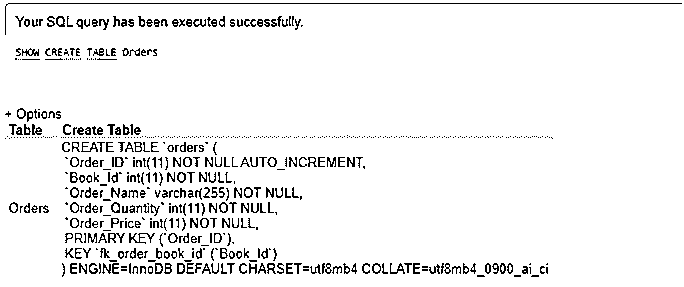 Your SQL query has been executed successfully.
SHOW CREATE TABLE Orders
+ Options
Table Create Table
CREATE TABLE `orders` (
`Order_ID` int(11) NOT NULL AUTO_INCREMENT,
`Book_Id` int(11) NOT NULL,
`Order_Name` varchar(255) NOT NULL,
Orders `Order_Quantity` int(11) NOT NULL,
`Order_Price` int(11) NOT NULL,
PRIMARY KEY (`Order_ID`),
KEY `fk_order_book_id` (`Book_Id`)
) ENGINE=InnoDB DEFAULT CHARSET=utf8mb4 COLLATE=utf8mb4_0900_ai_ci